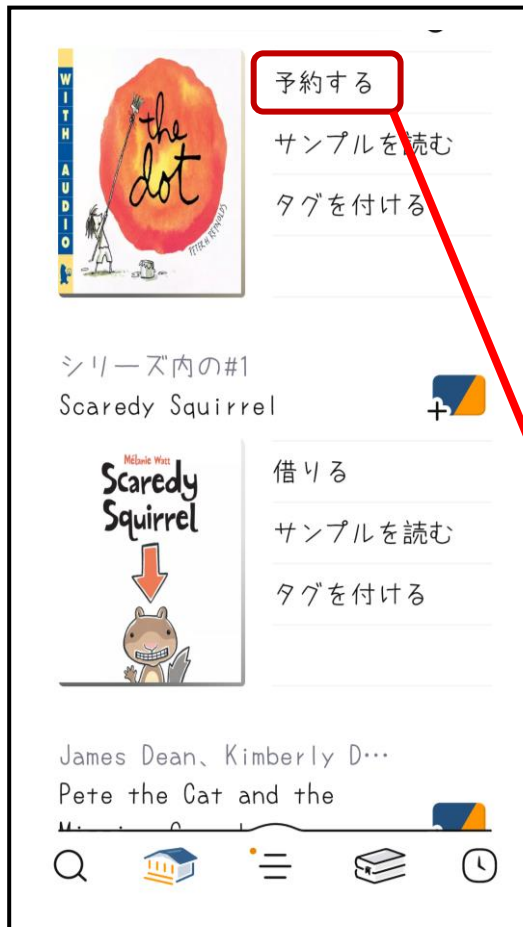 WITH AUDIO
the
dot
PETER H. REYNOLDS
予約する
サンプルを読む
タグを付ける
シリーズ内の#1
Scaredy Squirrel
Mélanie Watt
Scaredy
Squirrel
借りる
サンプルを読む
タグを付ける
James Dean、Kimberly D…
Pete the Cat and the